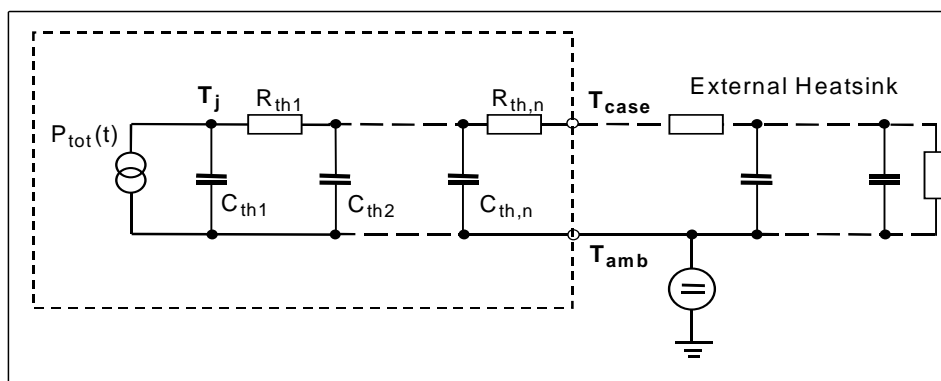 External Heatsink
T_j R_th1 R_th,n T_case
P_tot(t)
C_th1 C_th2 C_th,n
T_amb